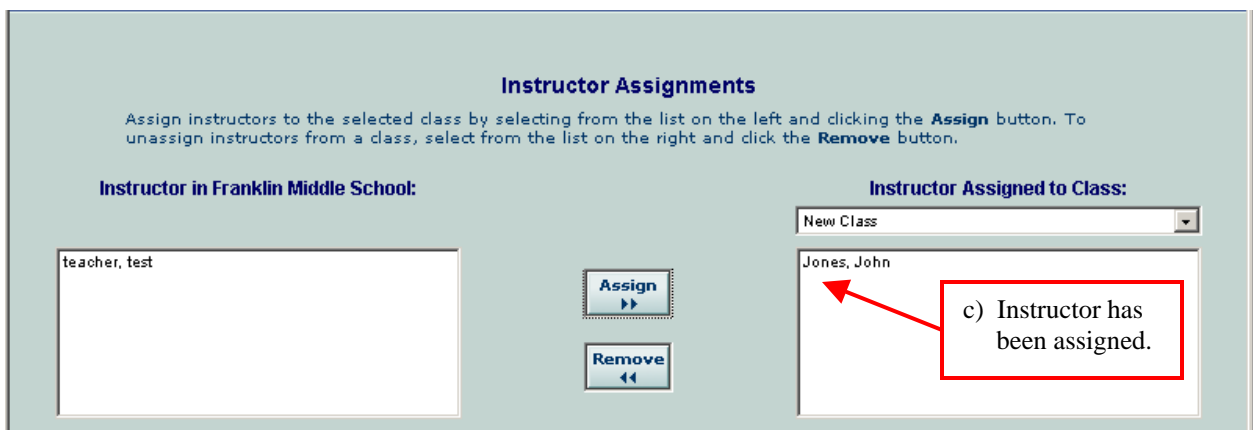 Instructor Assignments
Assign instructors to the selected class by selecting from the list on the left and clicking the Assign button. To
unassign instructors from a class, select from the list on the right and click the Remove button.
Instructor in Franklin Middle School:
Instructor Assigned to Class:
New Class
teacher, test
Assign
Remove
Jones, John
c) Instructor has
been assigned.